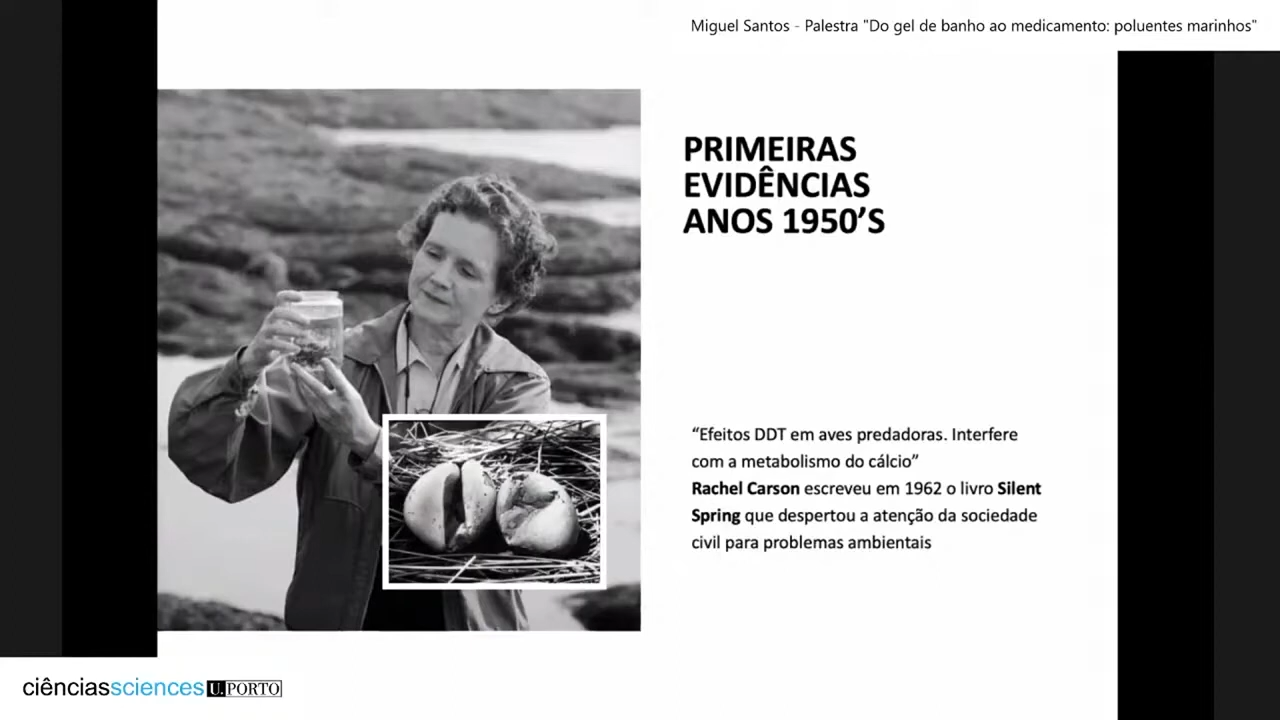 Miguel Santos - Palestra "Do gel de banho ao medicamento: poluentes marinhos"
PRIMEIRAS
EVIDÊNCIAS
ANOS 1950’S
“Efeitos DDT em aves predadoras. Interfere
com a metabolismo do cálcio”
Rachel Carson escreveu em 1962 o livro Silent
Spring que despertou a atenção da sociedade
civil para problemas ambientais
ciênciassciences U.PORTO